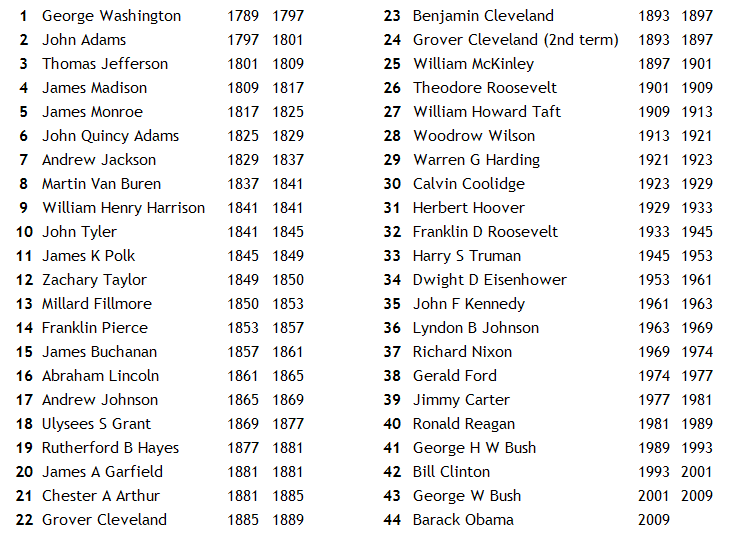 1 George Washington 1789 1797
2 John Adams 1797 1801
3 Thomas Jefferson 1801 1809
4 James Madison 1809 1817
5 James Monroe 1817 1825
6 John Quincy Adams 1825 1829
7 Andrew Jackson 1829 1837
8 Martin Van Buren 1837 1841
9 William Henry Harrison 1841 1841
10 John Tyler 1841 1845
11 James K Polk 1845 1849
12 Zachary Taylor 1849 1850
13 Millard Fillmore 1850 1853
14 Franklin Pierce 1853 1857
15 James Buchanan 1857 1861
16 Abraham Lincoln 1861 1865
17 Andrew Johnson 1865 1869
18 Ulysees S Grant 1869 1877
19 Rutherford B Hayes 1877 1881
20 James A Garfield 1881 1881
21 Chester A Arthur 1881 1885
22 Grover Cleveland 1885 1889
23 Benjamin Cleveland 1893 1897
24 Grover Cleveland (2nd term) 1893 1897
25 William McKinley 1897 1901
26 Theodore Roosevelt 1901 1909
27 William Howard Taft 1909 1913
28 Woodrow Wilson 1913 1921
29 Warren G Harding 1921 1923
30 Calvin Coolidge 1923 1929
31 Herbert Hoover 1929 1933
32 Franklin D Roosevelt 1933 1945
33 Harry S Truman 1945 1953
34 Dwight D Eisenhower 1953 1961
35 John F Kennedy 1961 1963
36 Lyndon B Johnson 1963 1969
37 Richard Nixon 1969 1974
38 Gerald Ford 1974 1977
39 Jimmy Carter 1977 1981
40 Ronald Reagan 1981 1989
41 George H W Bush 1989 1993
42 Bill Clinton 1993 2001
43 George W Bush 2001 2009
44 Barack Obama 2009